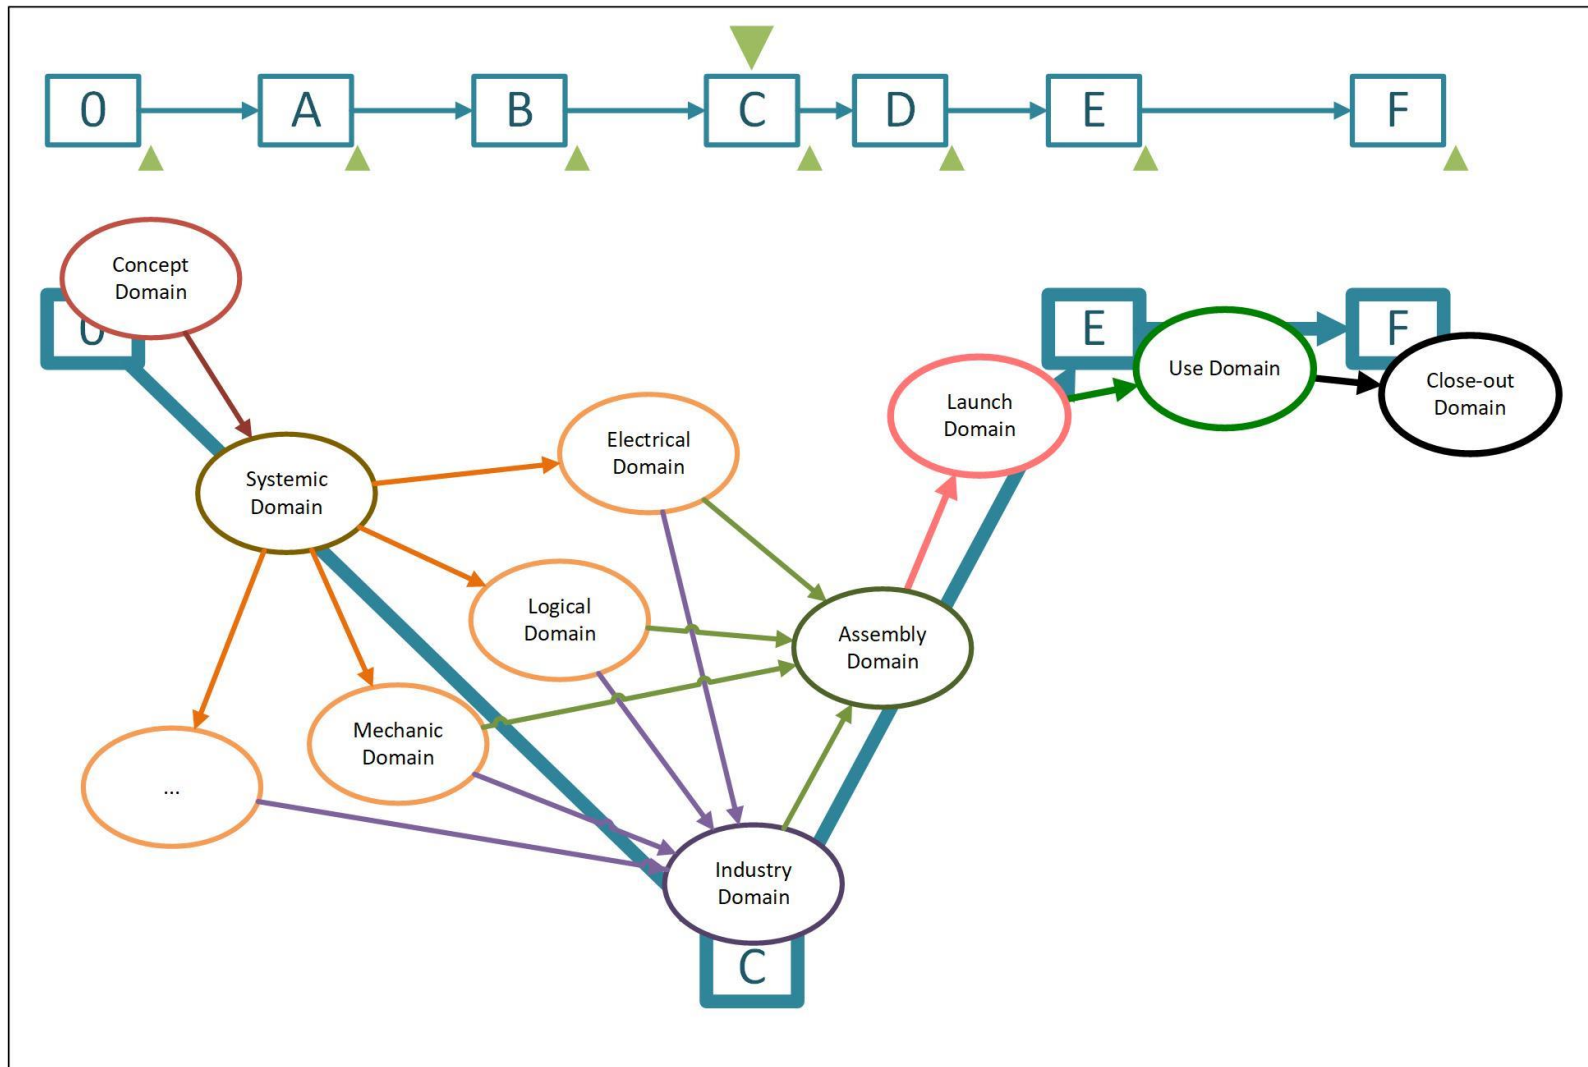 0
A
B
C
D
E
F
Concept
Domain
0
E
F
Use Domain
Close-out
Domain
Launch
Domain
Electrical
Domain
Systemic
Domain
Logical
Domain
Assembly
Domain
Mechanic
Domain
...
Industry
Domain
C